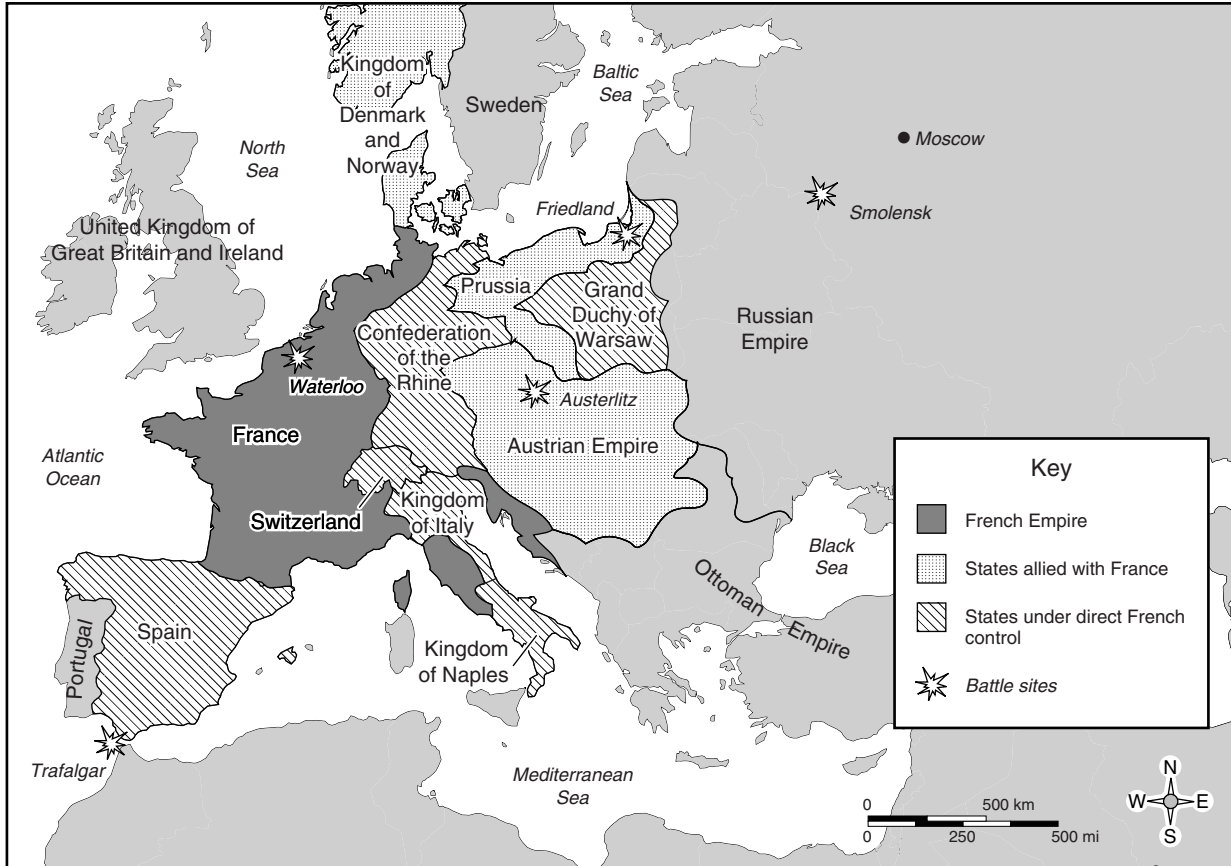 Kingdom
of
Denmark
and
Norway
Sweden
Baltic
Sea
Moscow
North
Sea
Smolensk
Friedland
United Kingdom of
Great Britain and Ireland
Prussia
Grand
Duchy of
Warsaw
Russian
Empire
Confederation
of the
Rhine
Waterloo
Austerlitz
France
Austrian Empire
Atlantic
Ocean
Switzerland
Kingdom
of Italy
Black
Sea
Ottoman
Empire
Portugal
Spain
Kingdom
of Naples
Trafalgar
Mediterranean
Sea
Key
French Empire
States allied with France
States under direct French
control
Battle sites
N
W E
S
0 500 km
0 250 500 mi